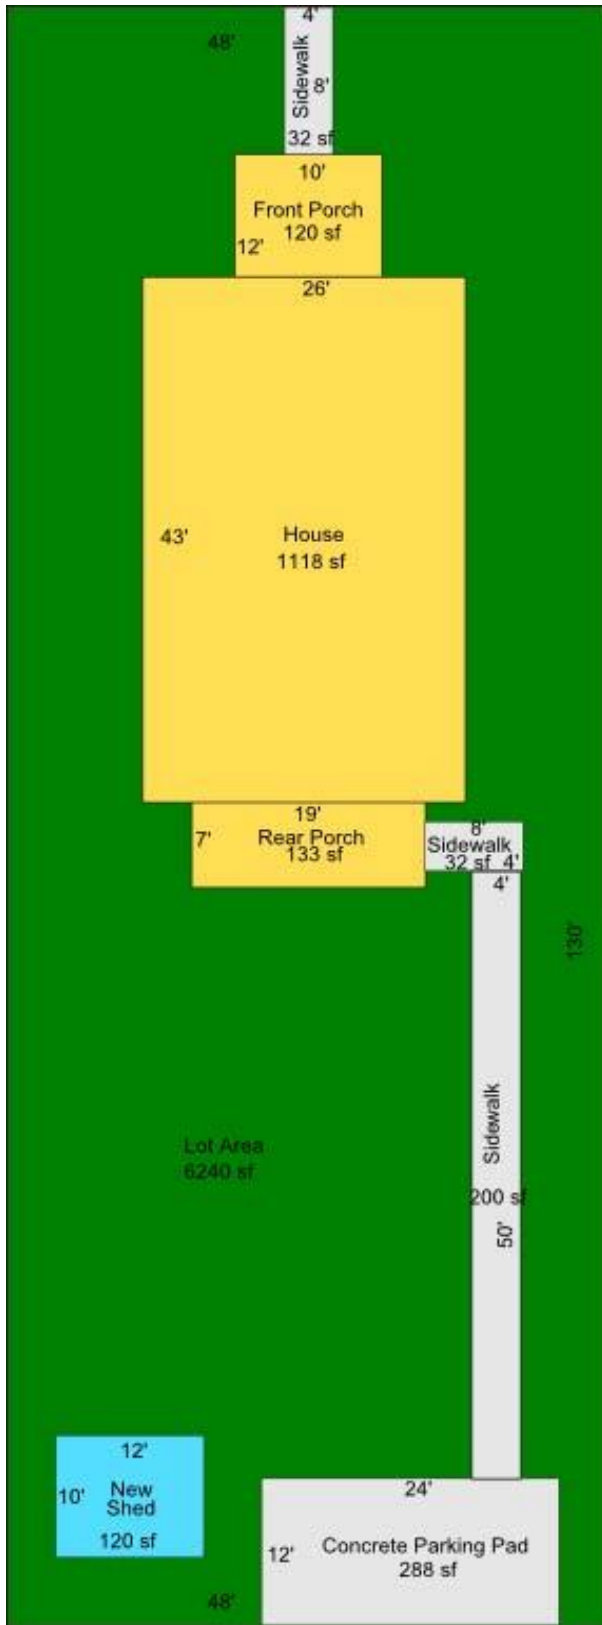 4'
48'
Sidewalk
8'
32 sf
10'
Front Porch
120 sf
12'
26'
43'
House
1118 sf
19'
7'
Rear Porch
133 sf
8'
Sidewalk
32 sf 4'
4'
130'
Sidewalk
Lot Area
6240 sf
200 sf
50'
12'
10'
New
Shed
120 sf
24'
12'
Concrete Parking Pad
288 sf
48'